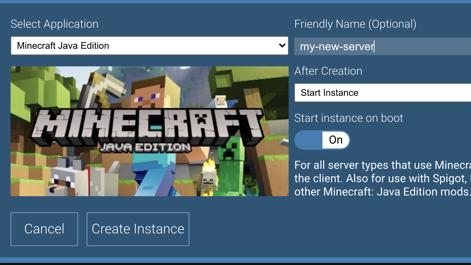 Select Application
Minecraft Java Edition
MINECRAFT
JAVA EDITION
Cancel
Create Instance
Friendly Name (Optional)
my-new-server
After Creation
Start Instance
Start instance on boot
On
For all server types that use
the client. Also for use with Spigot,
other Minecraft: Java Edition mods.